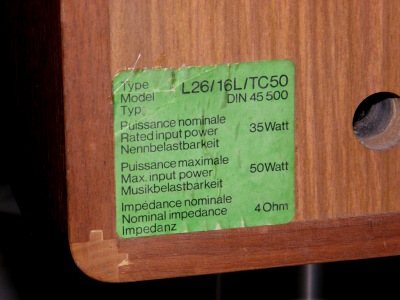 Type L26/16L/TC50
Model DIN 45 500
Typ
Puissance nominale
Rated input power 35Watt
Nennbelastbarkeit
Puissance maximale
Max. input power 50Watt
Musikbelastbarkeit
Impédance nominale
Nominal impedance 4Ohm
Impedanz